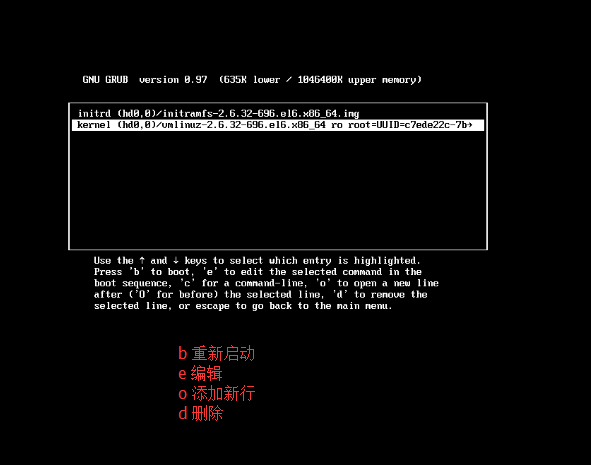 GNU GRUB  version 0.97  (635K lower / 1046400K upper memory)
initrd (hd0,0)/initramfs-2.6.32-696.el6.x86_64.img
kernel (hd0,0)/vmlinuz-2.6.32-696.el6.x86_64 ro root=UUID=c7ede22c-7b→
Use the ↑ and ↓ keys to select which entry is highlighted.
Press 'b' to boot, 'e' to edit the selected command in the
boot sequence, 'c' for a command-line, 'o' to open a new line
after ('O' for before) the selected line, 'd' to remove the
selected line, or escape to go back to the main menu.
b 重新启动
e 编辑
o 添加新行
d 删除